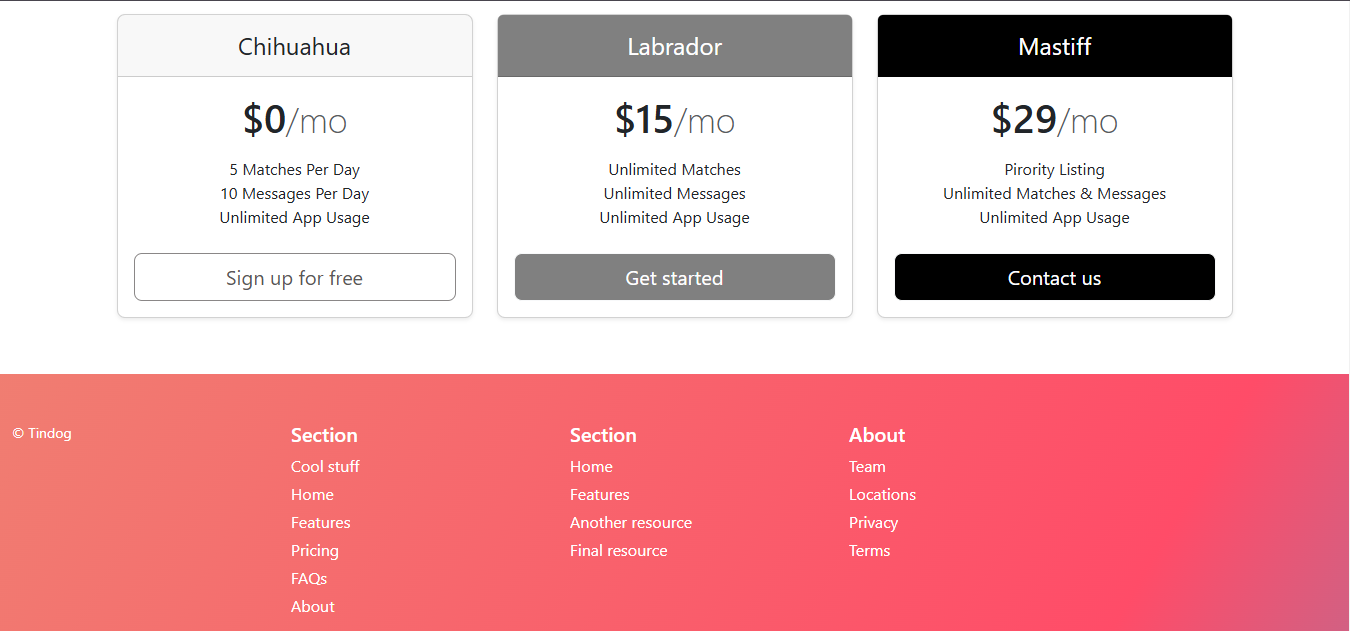 Chihuahua
$0/mo
5 Matches Per Day
10 Messages Per Day
Unlimited App Usage
Sign up for free
Labrador
$15/mo
Unlimited Matches
Unlimited Messages
Unlimited App Usage
Get started
Mastiff
$29/mo
Pirority Listing
Unlimited Matches & Messages
Unlimited App Usage
Contact us
© Tindog
Section
Cool stuff
Home
Features
Pricing
FAQs
About
Section
Home
Features
Another resource
Final resource
About
Team
Locations
Privacy
Terms